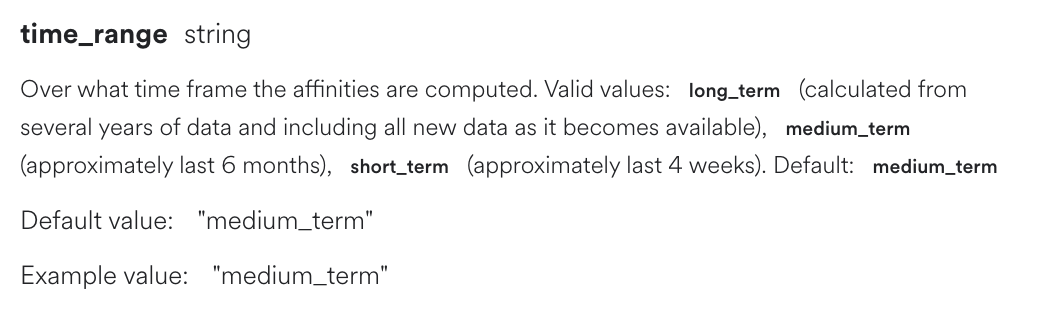 time_range string
Over what time frame the affinities are computed. Valid values: long_term (calculated from
several years of data and including all new data as it becomes available), medium_term
(approximately last 6 months), short_term (approximately last 4 weeks). Default: medium_term
Default value: "medium_term"
Example value: "medium_term"